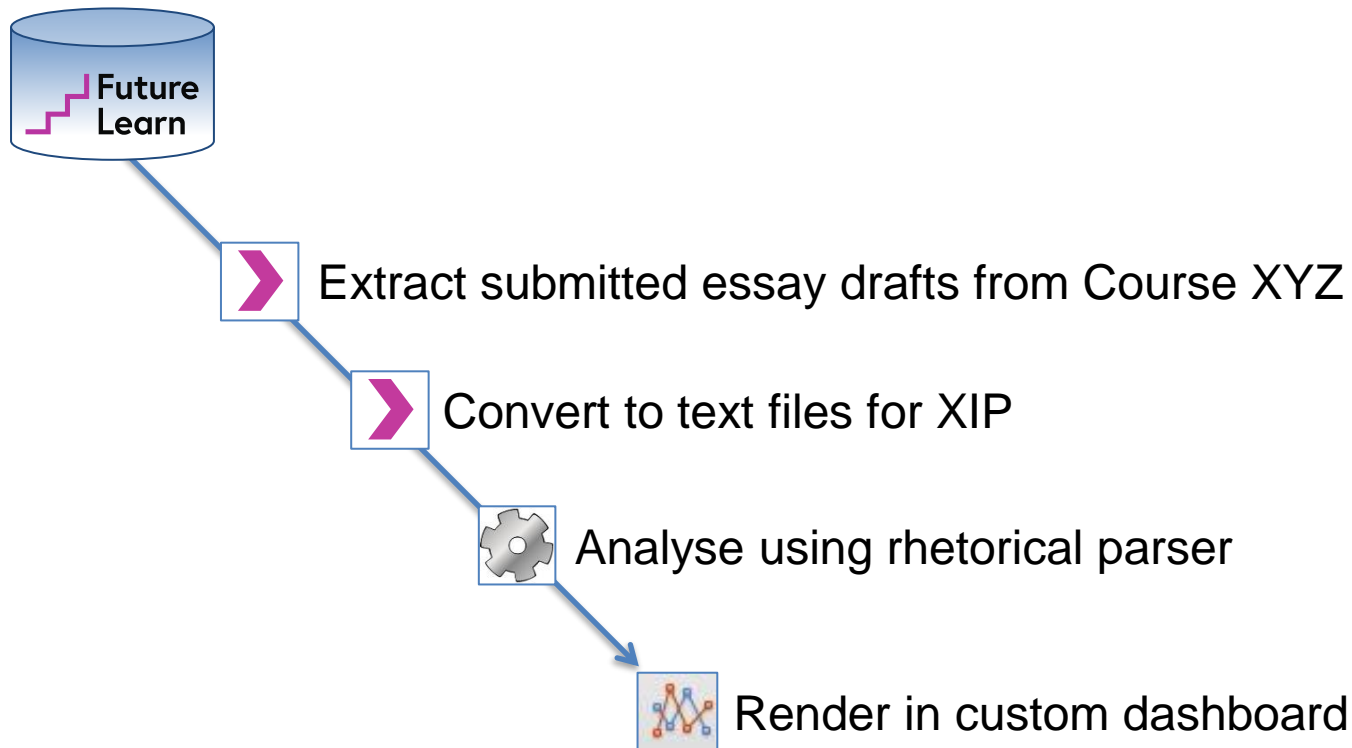 Future
Learn
Extract submitted essay drafts from Course XYZ
Convert to text files for XIP
Analyse using rhetorical parser
Render in custom dashboard